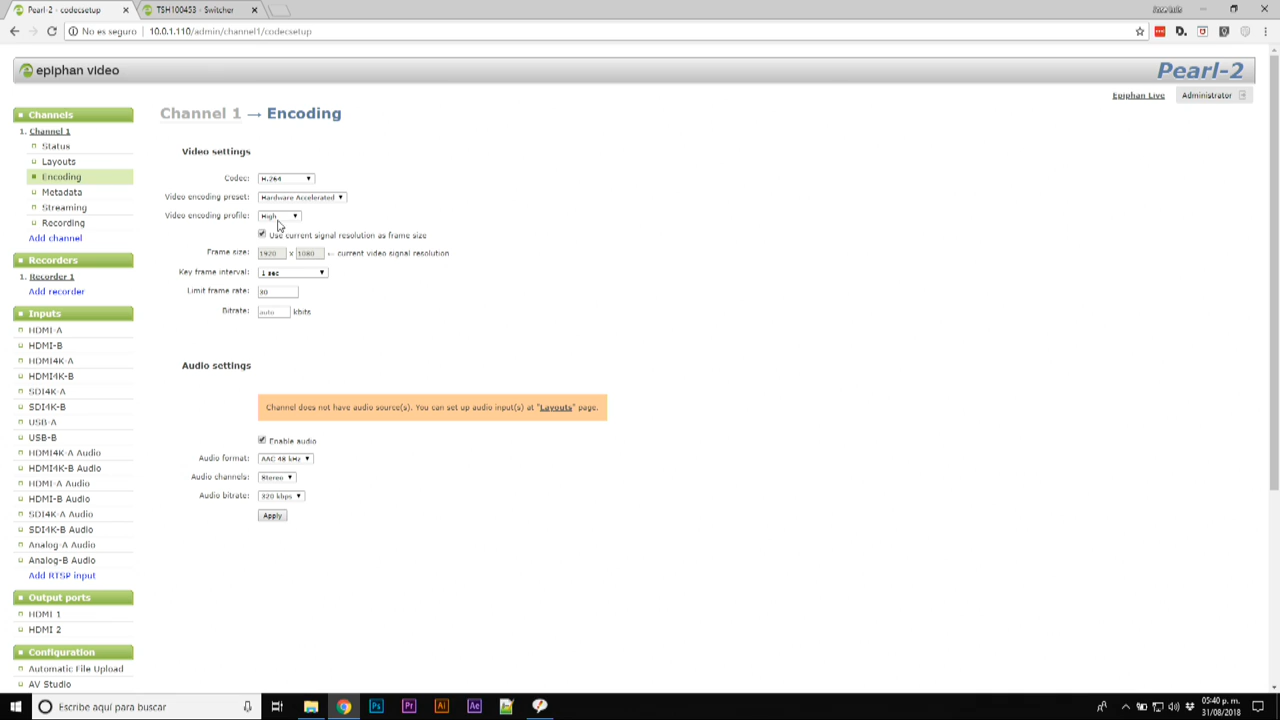 Pearl-2 - codecsetup
TSH100453 - Switcher
No es seguro | 10.0.1.110/admin/channel1/codecsetup
epiphan video
Pearl-2
Epiphan Live
Administrator
Channels
1. Channel 1
Status
Layouts
Encoding
Metadata
Streaming
Recording
Add channel
Recorders
1. Recorder 1
Add recorder
Inputs
HDMI-A
HDMI-B
HDMI4K-A
HDMI4K-B
SDI4K-A
SDI4K-B
USB-A
USB-B
HDMI4K-A Audio
HDMI4K-B Audio
HDMI-A Audio
HDMI-B Audio
SDI4K-A Audio
SDI4K-B Audio
Analog-A Audio
Analog-B Audio
Add RTSP input
Output ports
HDMI 1
HDMI 2
Configuration
Automatic File Upload
AV Studio
Channel 1 → Encoding
Video settings
Codec: H.264
Video encoding preset: Hardware Accelerated
Video encoding profile: High
Use current signal resolution as frame size
Frame size: 1920 x 1080 ← current video signal resolution
Key frame interval: 1 sec
Limit frame rate: 30
Bitrate: auto kbits
Audio settings
Channel does not have audio source(s). You can set up audio input(s) at "Layouts" page.
Enable audio
Audio format: AAC 48 kHz
Audio channels: Stereo
Audio bitrate: 320 kbps
Apply
Escribe aquí para buscar
Ps
Pr
Ai
Ae
05:40 p. m.
31/08/2018